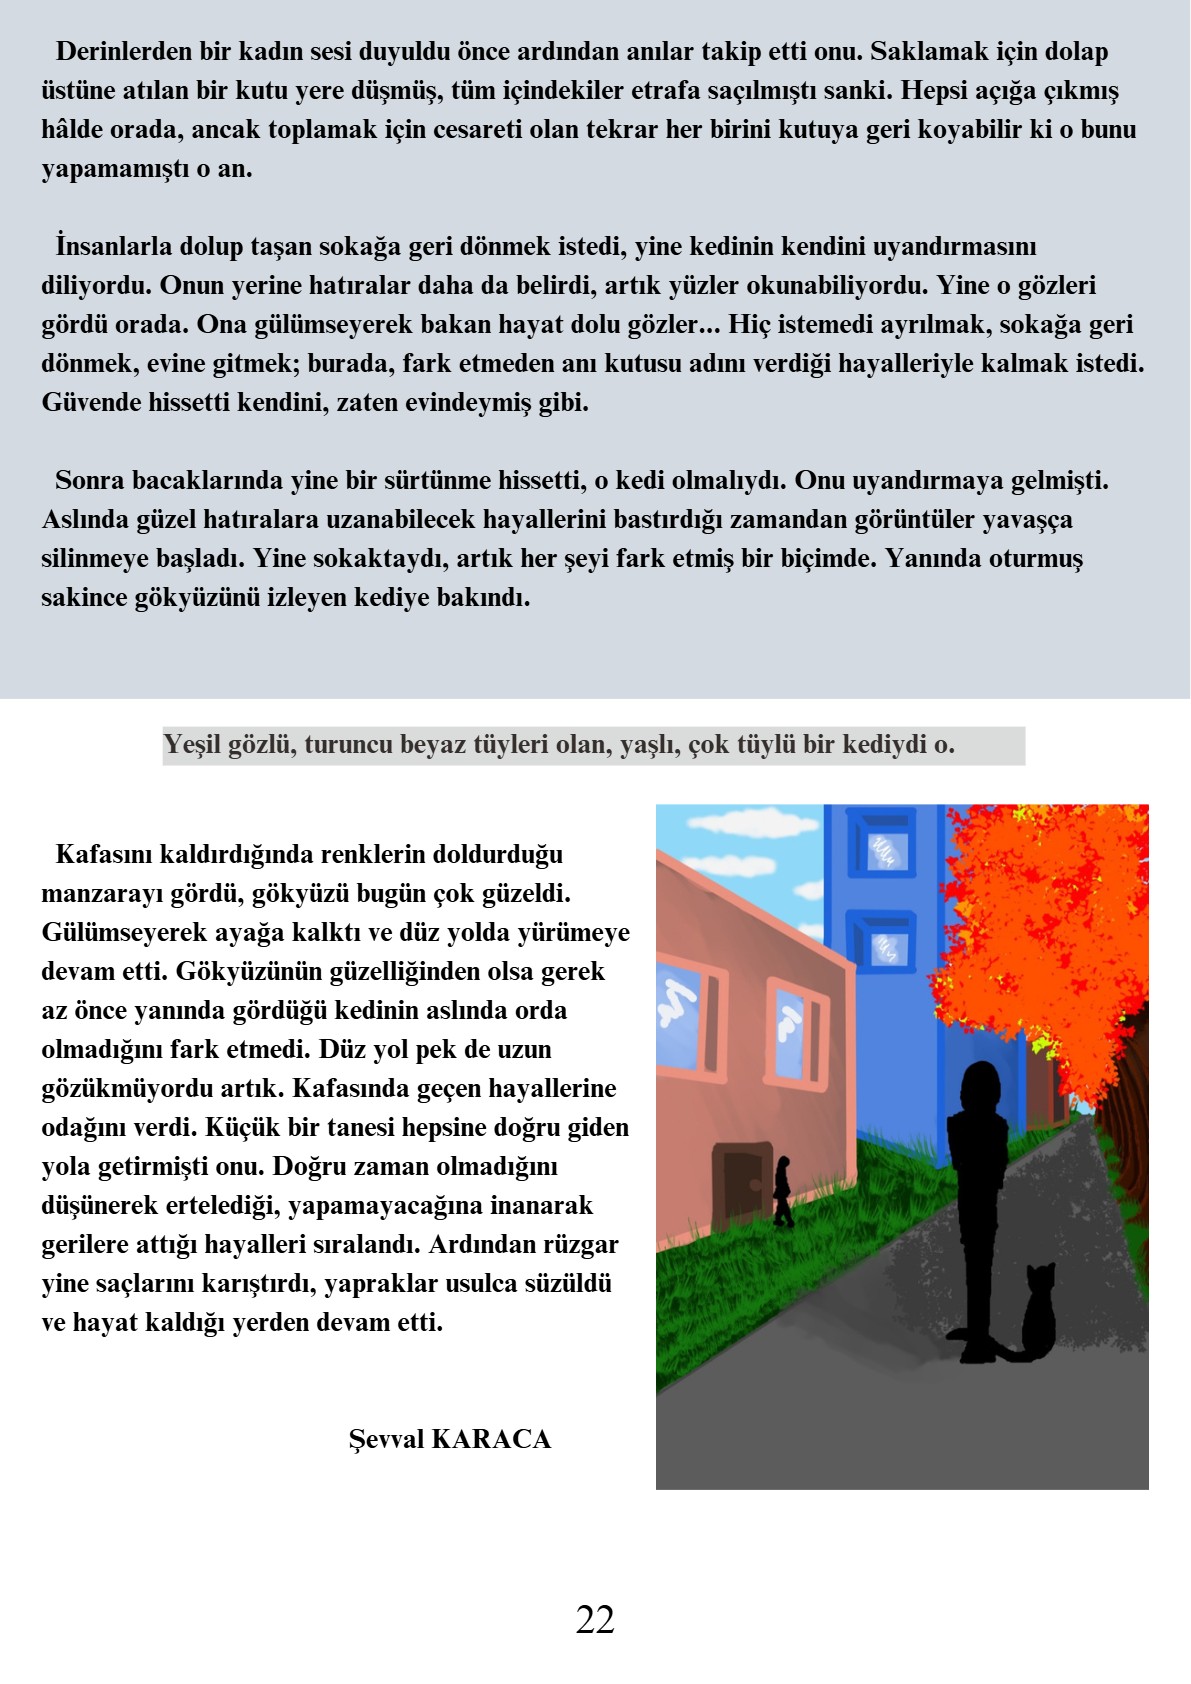 Derinlerden bir kadın sesi duyuldu önce ardından anılar takip etti onu. Saklamak için dolap
üstüne atılan bir kutu yere düşmüş, tüm içindekiler etrafa saçılmıştı sanki. Hepsi açığa çıkmış
hâlde orada, ancak toplamak için cesareti olan tekrar her birini kutuya geri koyabilir ki o bunu
yapamamıştı o an.
İnsanlarla dolup taşan sokağa geri dönmek istedi, yine kedinin kendini uyandırmasını
diliyordu. Onun yerine hatıralar daha da belirdi, artık yüzler okunabiliyordu. Yine o gözleri
gördü orada. Ona gülümseyerek bakan hayat dolu gözler... Hiç istemedi ayrılmak, sokağa geri
dönmek, evine gitmek; burada, fark etmeden anı kutusu adını verdiği hayalleriyle kalmak istedi.
Güvende hissetti kendini, zaten evindeymiş gibi.
Sonra bacaklarında yine bir sürtünme hissetti, o kedi olmalıydı. Onu uyandırmaya gelmişti.
Aslında güzel hatıralara uzanabilecek hayallerini bastırdığı zamandan görüntüler yavaşça
silinmeye başladı. Yine sokaktaydı, artık her şeyi fark etmiş bir biçimde. Yanında oturmuş
sakince gökyüzünü izleyen kediye bakındı.
Yeşil gözlü, turuncu beyaz tüyleri olan, yaşlı, çok tüylü bir kediydi o.
Kafasını kaldırdığında renklerin doldurduğu
manzarayı gördü, gökyüzü bugün çok güzeldi.
Gülümseyerek ayağa kalktı ve düz yolda yürümeye
devam etti. Gökyüzünün güzelliğinden olsa gerek
az önce yanında gördüğü kedinin aslında orda
olmadığını fark etmedi. Düz yol pek de uzun
gözükmüyordu artık. Kafasında geçen hayallerine
odağını verdi. Küçük bir tanesi hepsine doğru giden
yola getirmişti onu. Doğru zaman olmadığını
düşünerek ertelediği, yapamayacağına inanarak
gerilere attığı hayalleri sıralandı. Ardından rüzgar
yine saçlarını karıştırdı, yapraklar usulca süzüldü
ve hayat kaldığı yerden devam etti.
Şevval KARACA
22